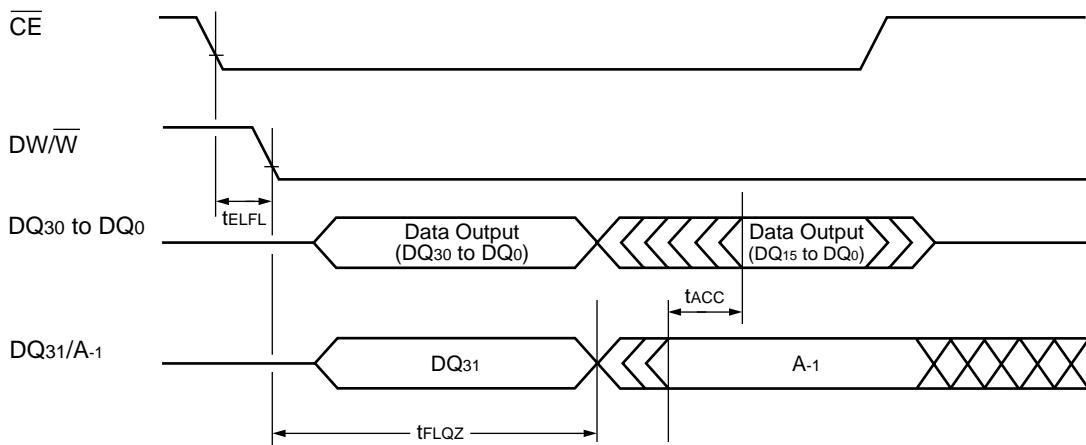 C̅E̅
DW/W̅
tELFL
DQ30 to DQ0
Data Output
(DQ30 to DQ0)
Data Output
(DQ15 to DQ0)
tACC
DQ31/A-1
DQ31
A-1
tFLQZ